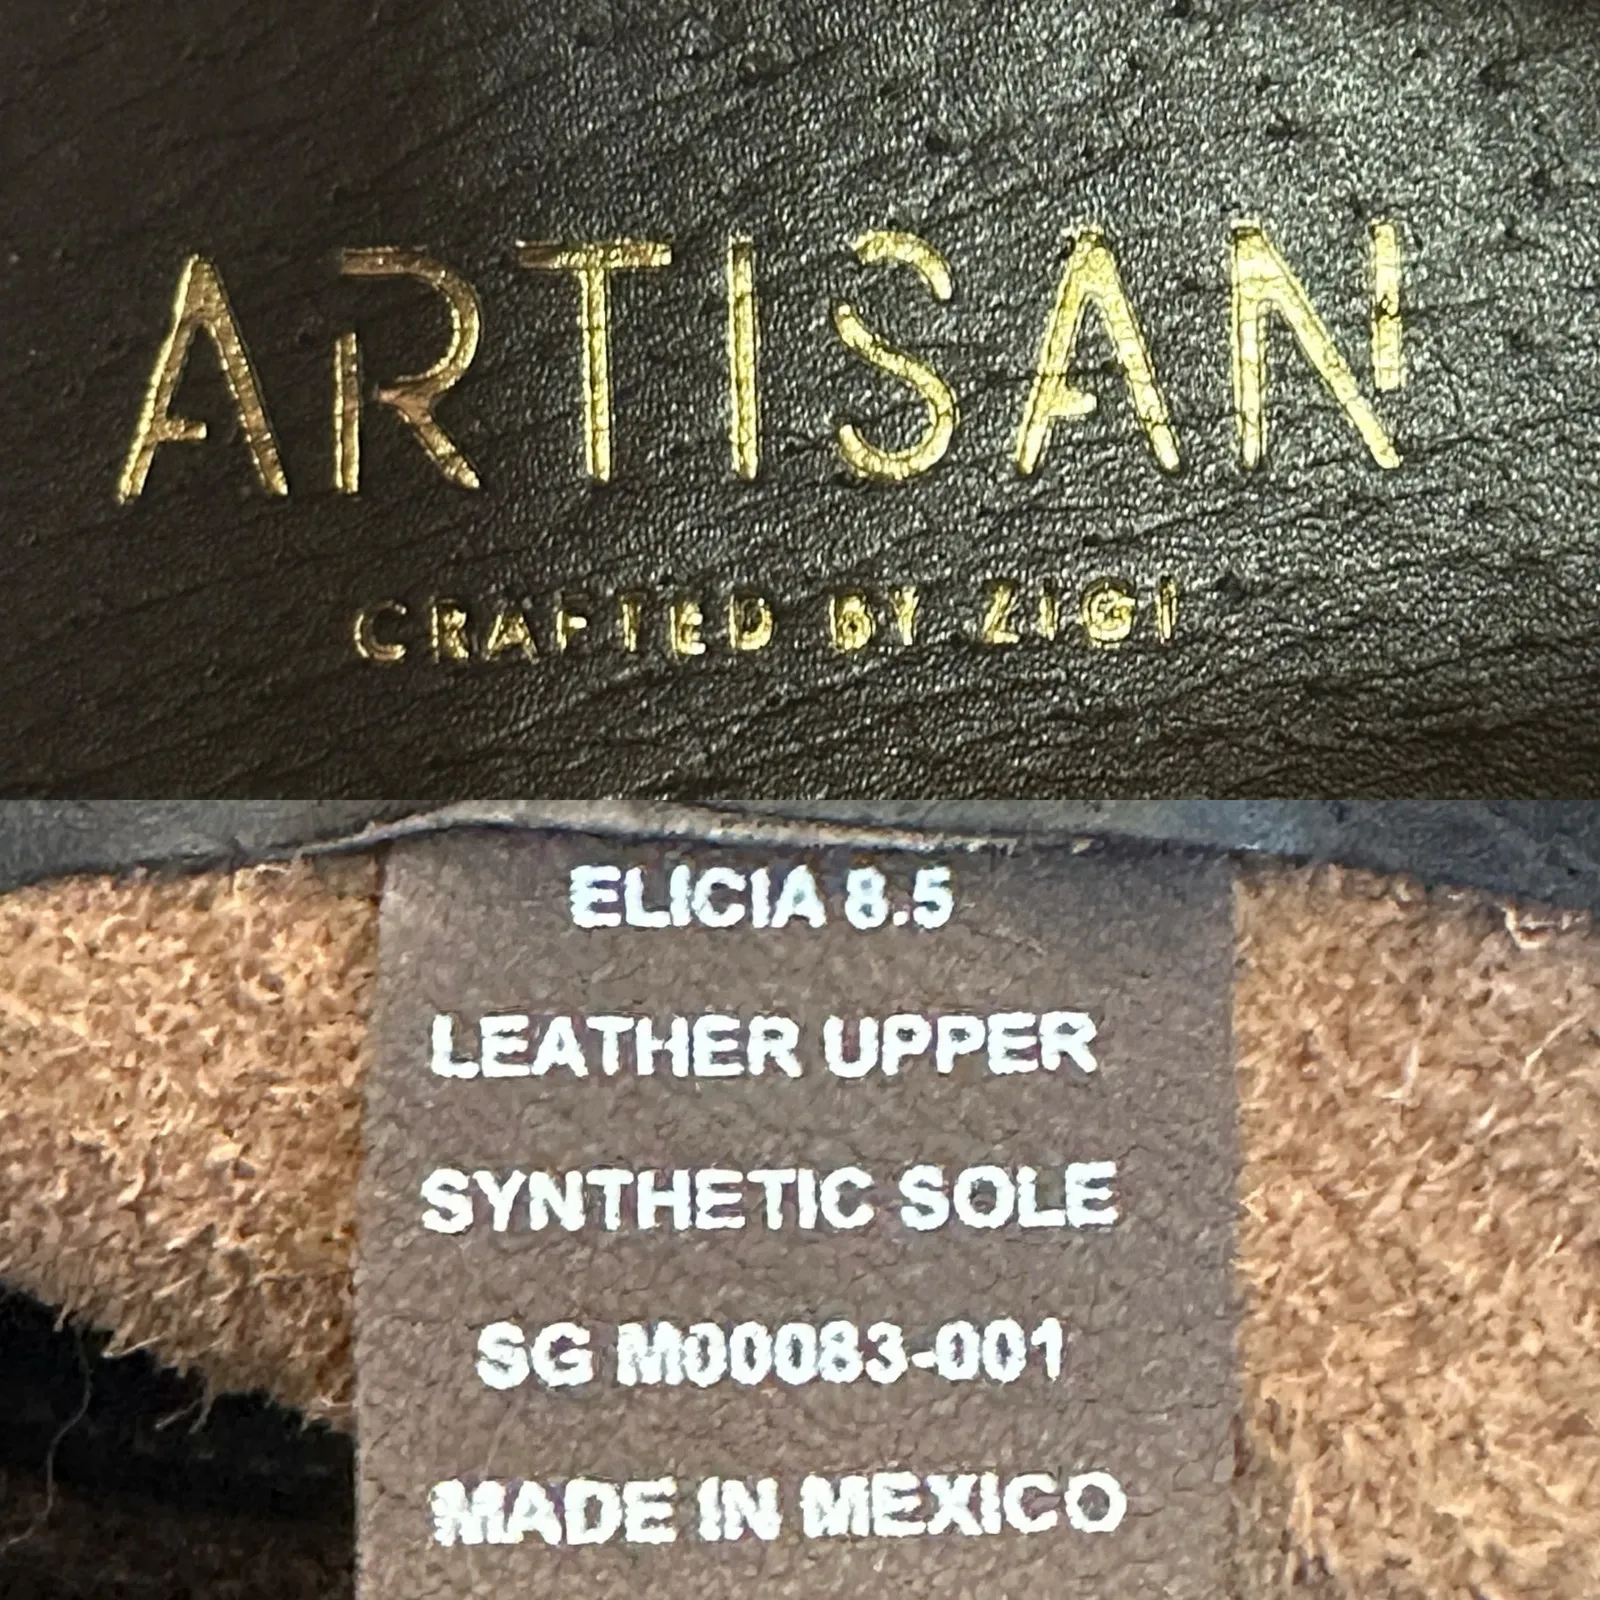 ARTISAN
CRAFTED BY ZIGI
ELICIA 8.5
LEATHER UPPER
SYNTHETIC SOLE
SG M00083-001
MADE IN MEXICO